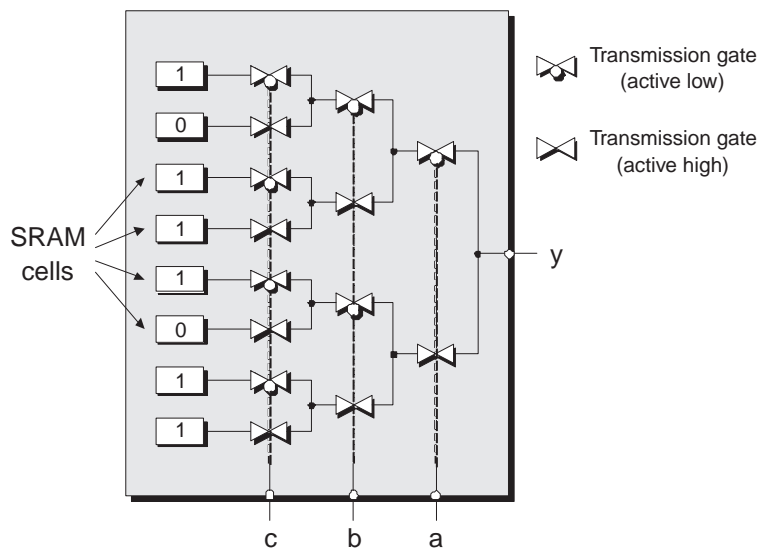 Transmission gate
(active low)
Transmission gate
(active high)
1
0
1
1
1
0
1
1
SRAM
cells
y
c b a